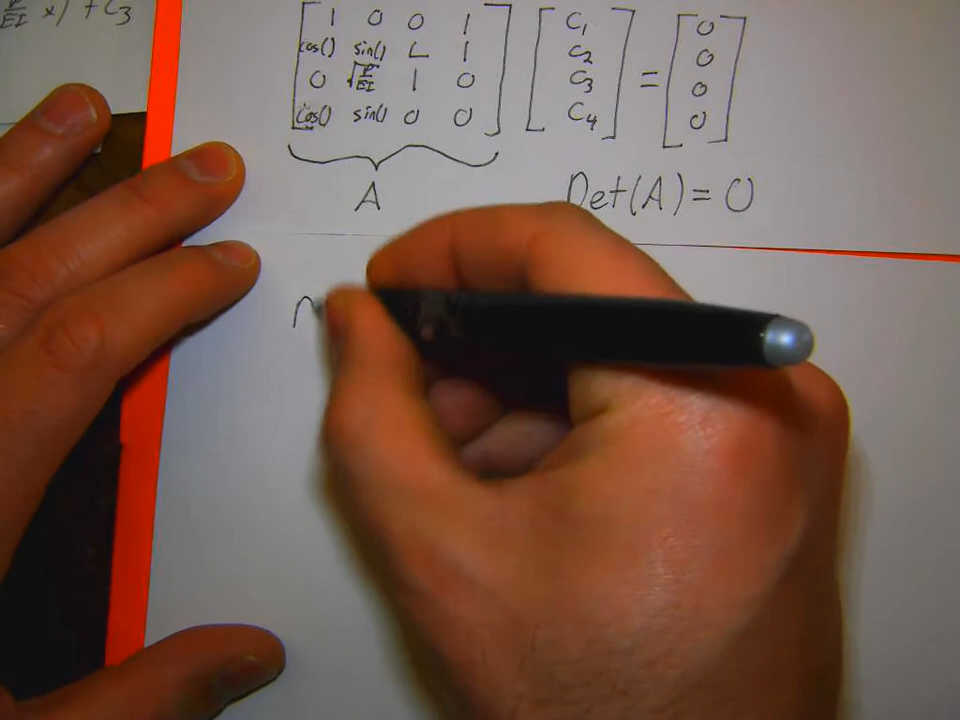 P/EI x) + C3
[1 0 0 1] [C1] [0]
[cos() sin() L 1] [C2] [0]
[0 √P/EI 1 0] [C3] = [0]
[cos() sin() 0 0] [C4] [0]
A Det(A) = 0